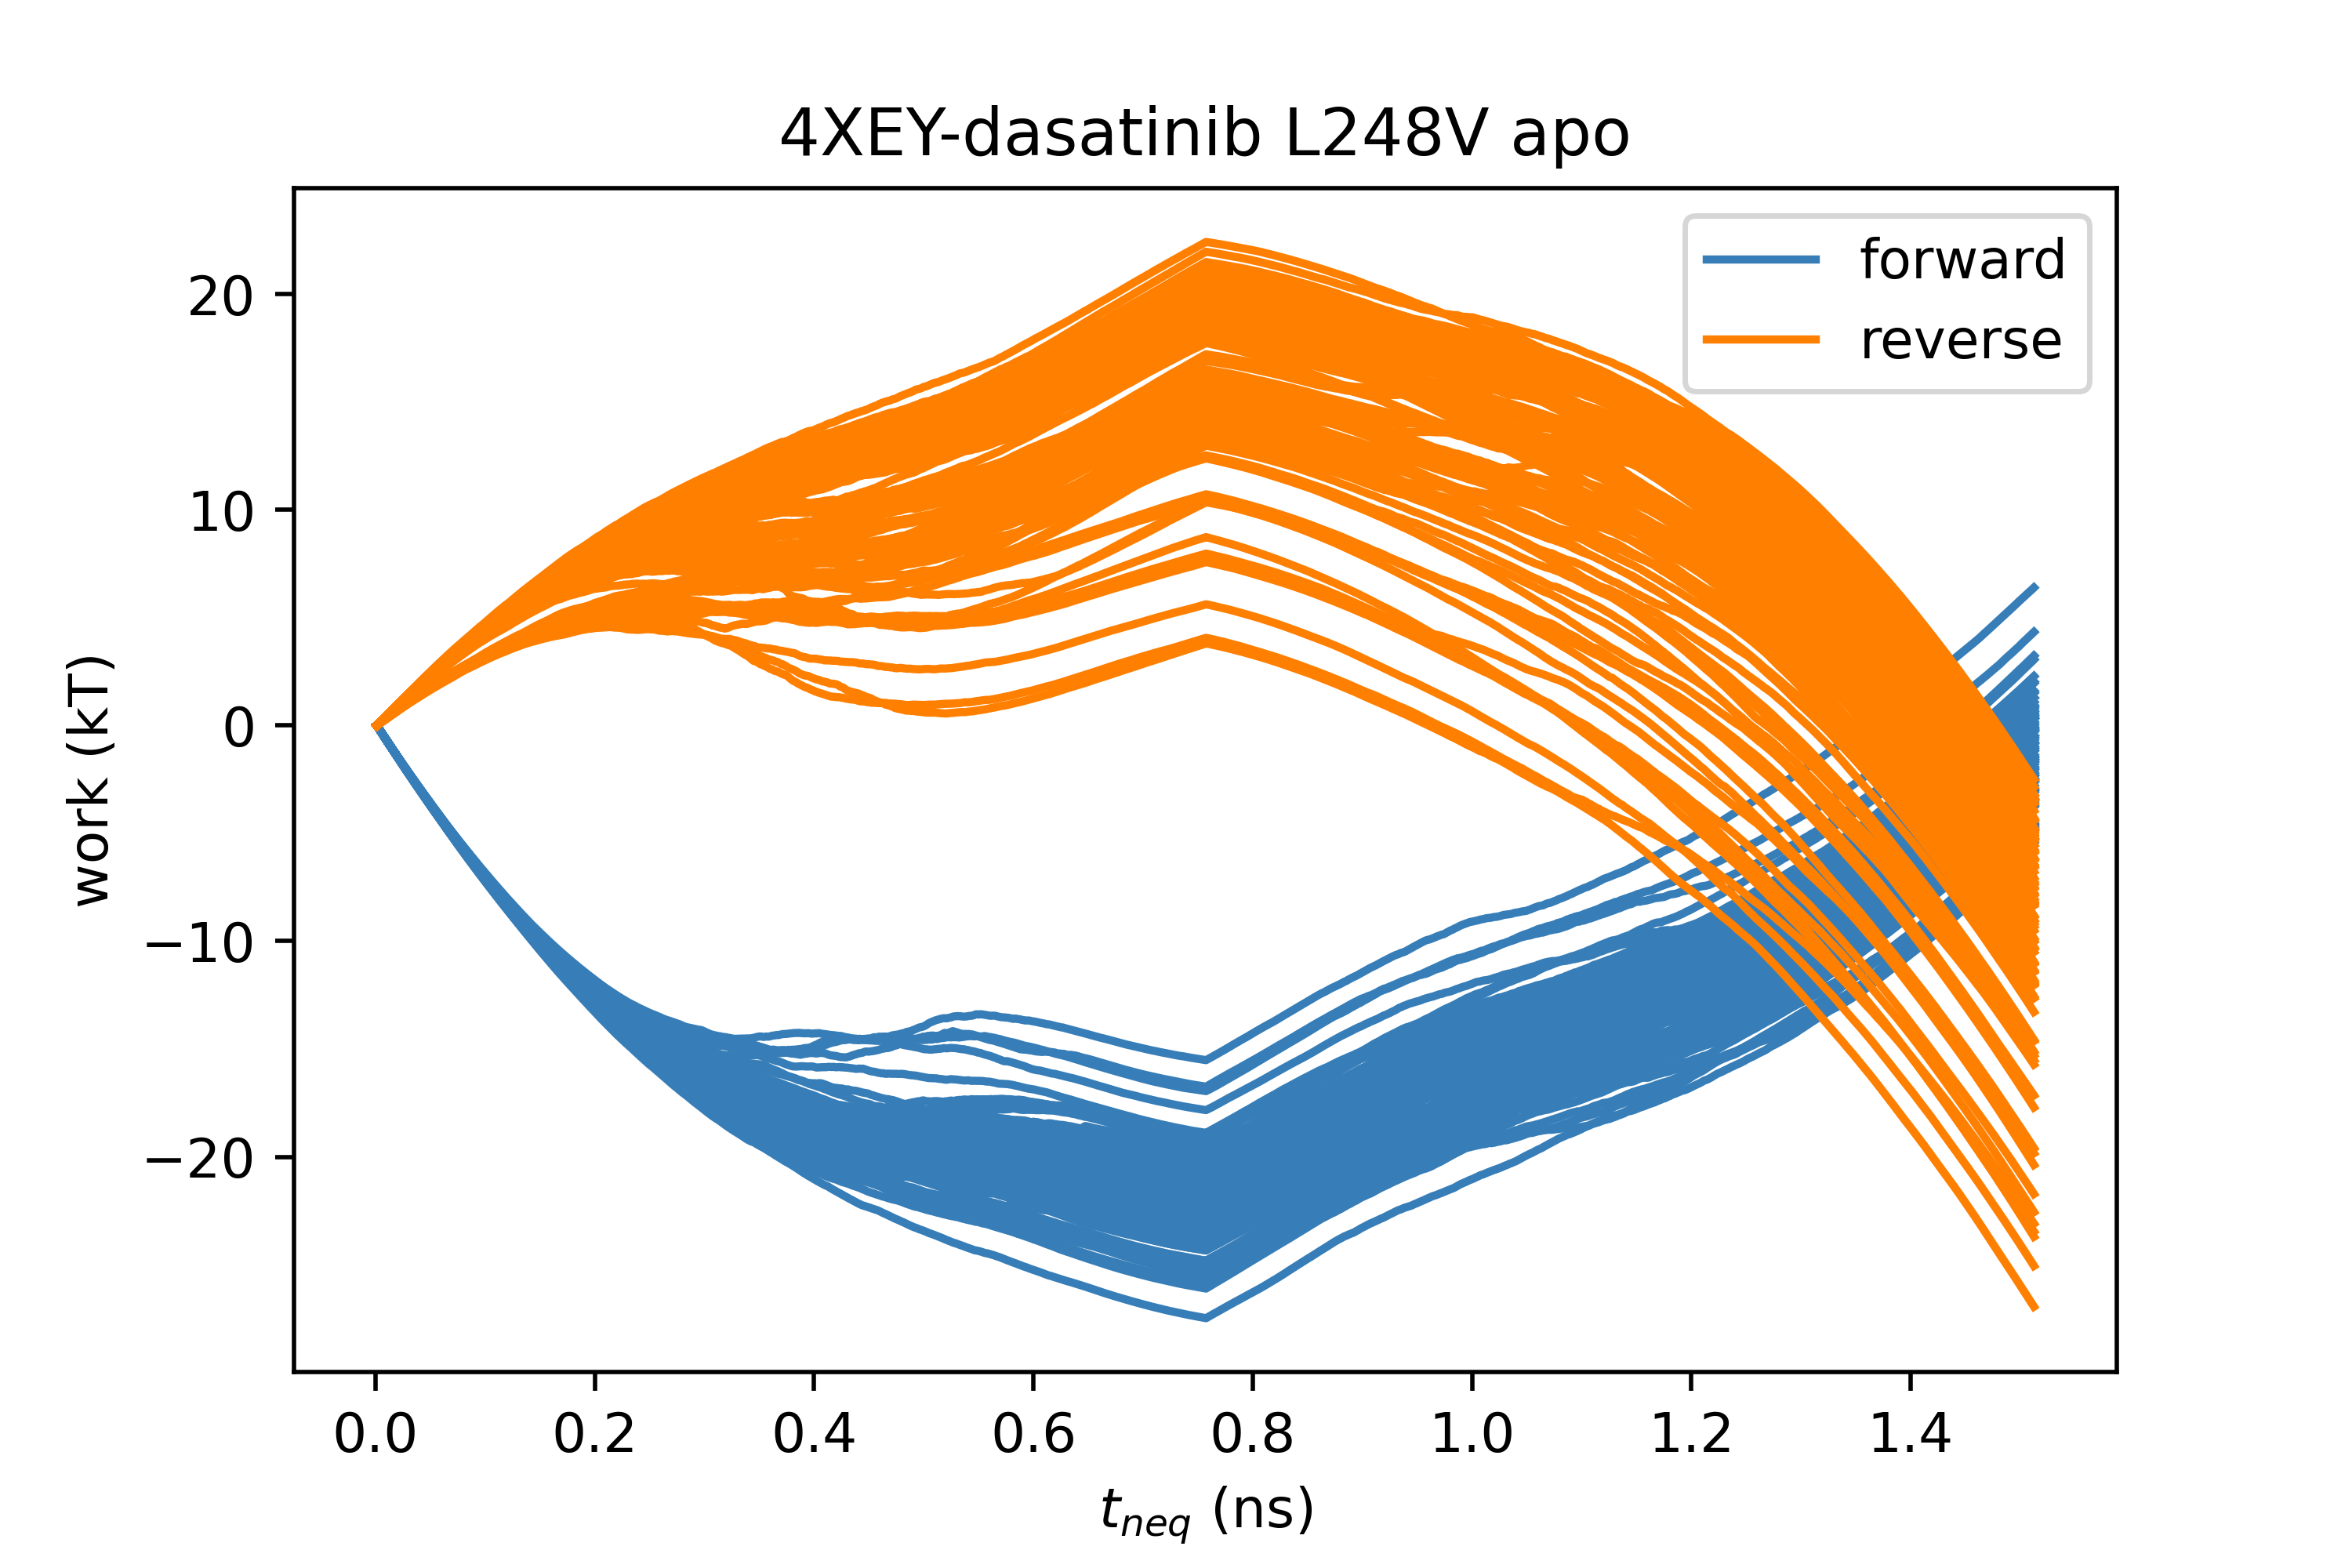 4XEY-dasatinib L248V apo
forward
reverse
work (kT)
20
10
0
−10
−20
0.0 0.2 0.4 0.6 0.8 1.0 1.2 1.4
t_neq (ns)